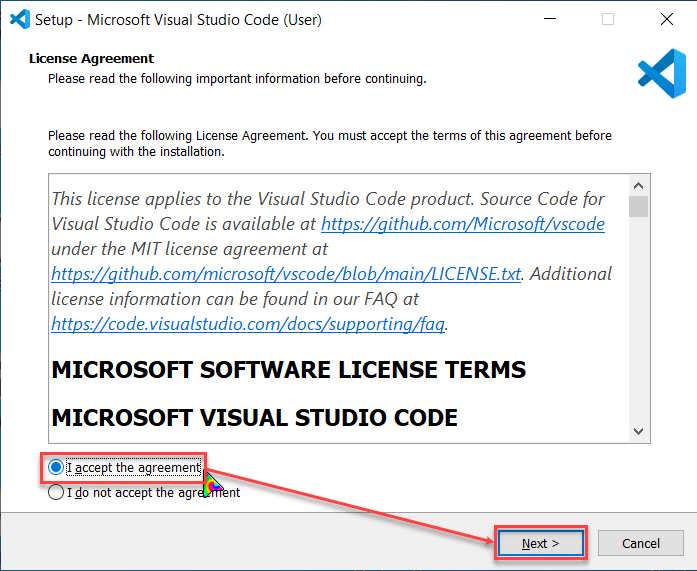 Setup - Microsoft Visual Studio Code (User)
License Agreement
Please read the following important information before continuing.
Please read the following License Agreement. You must accept the terms of this agreement before
continuing with the installation.
This license applies to the Visual Studio Code product. Source Code for
Visual Studio Code is available at https://github.com/Microsoft/vscode
under the MIT license agreement at
https://github.com/microsoft/vscode/blob/main/LICENSE.txt. Additional
license information can be found in our FAQ at
https://code.visualstudio.com/docs/supporting/faq.
MICROSOFT SOFTWARE LICENSE TERMS
MICROSOFT VISUAL STUDIO CODE
I accept the agreement
I do not accept the agreement
Next >
Cancel